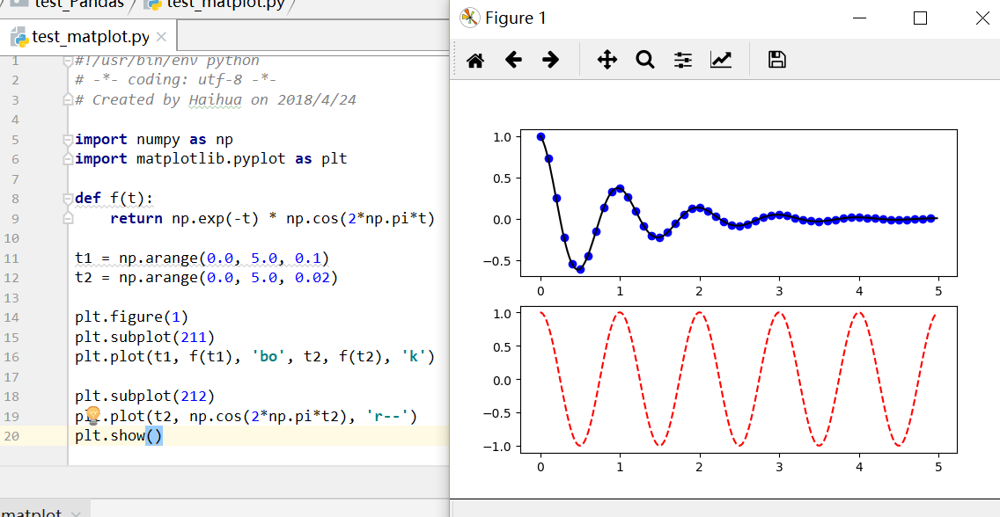 test_Pandas
test_matplot.py
test_matplot.py
1 #!/usr/bin/env python
2 # -*- coding: utf-8 -*-
3 # Created by Haihua on 2018/4/24
4
5 import numpy as np
6 import matplotlib.pyplot as plt
7
8 def f(t):
9 return np.exp(-t) * np.cos(2*np.pi*t)
10
11 t1 = np.arange(0.0, 5.0, 0.1)
12 t2 = np.arange(0.0, 5.0, 0.02)
13
14 plt.figure(1)
15 plt.subplot(211)
16 plt.plot(t1, f(t1), 'bo', t2, f(t2), 'k')
17
18 plt.subplot(212)
19 plt.plot(t2, np.cos(2*np.pi*t2), 'r--')
20 plt.show()
matplot
Figure 1
1.0
0.5
0.0
−0.5
0 1 2 3 4 5
1.0
0.5
0.0
−0.5
−1.0
0 1 2 3 4 5